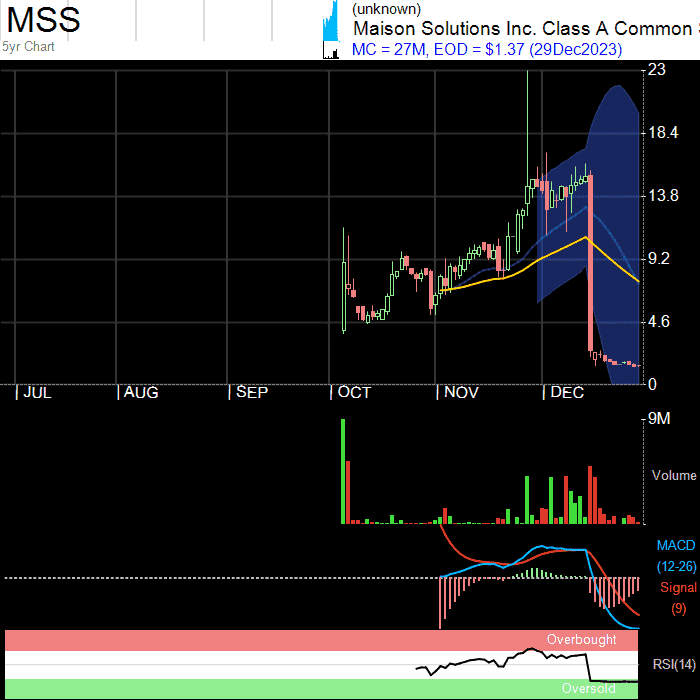 MSS
5yr Chart
(unknown)
Maison Solutions Inc. Class A Common
MC = 27M, EOD = $1.37 (29Dec2023)
23
18.4
13.8
9.2
4.6
0
JUL AUG SEP OCT NOV DEC
9M
Volume
MACD
(12-26)
Signal
(9)
Overbought
RSI(14)
Oversold